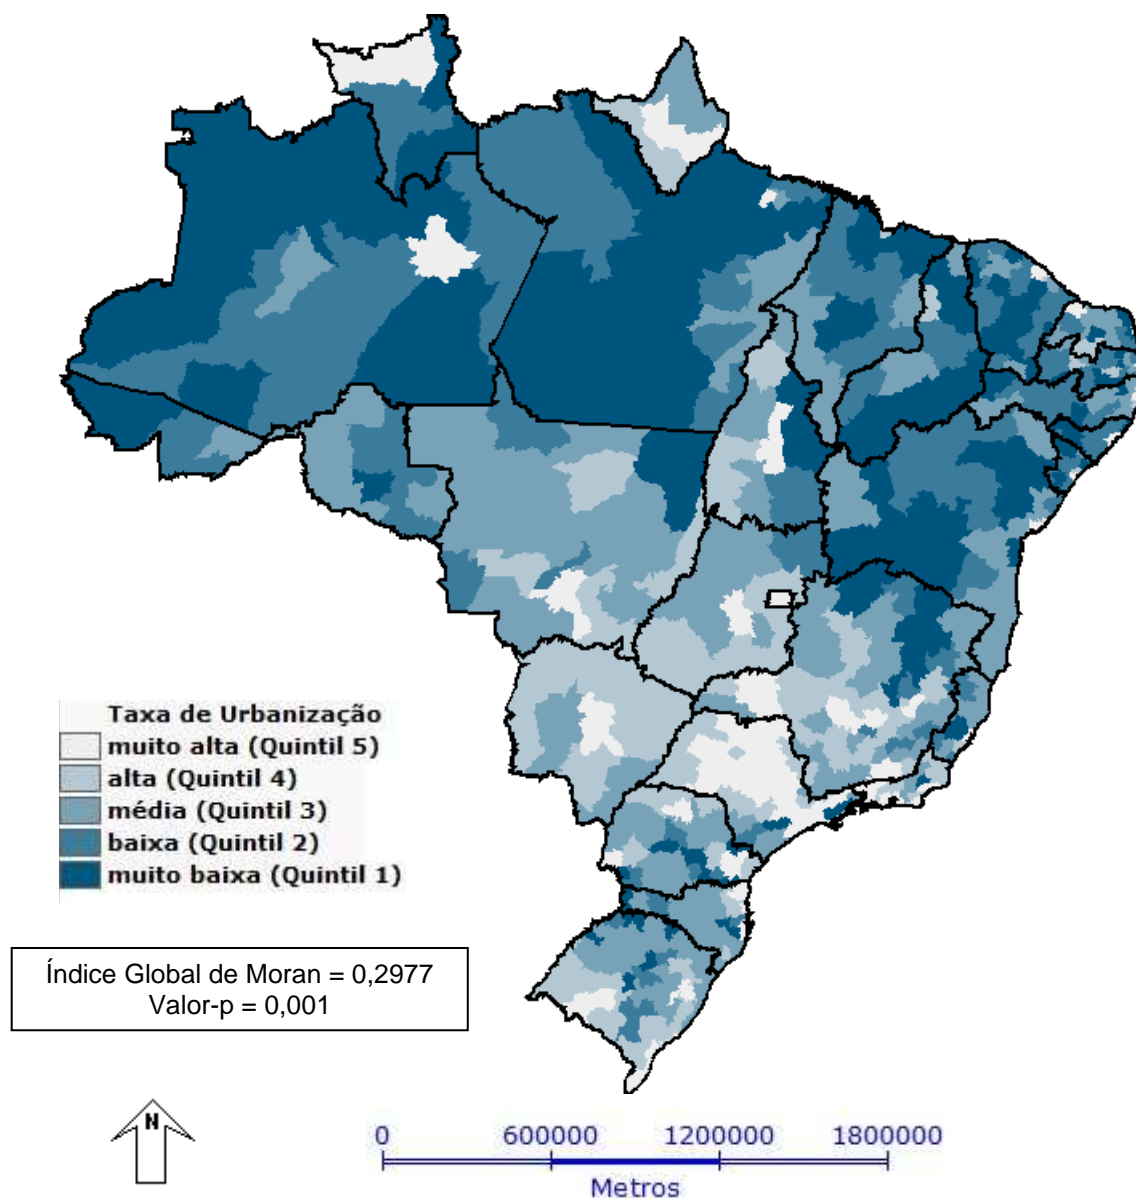 Taxa de Urbanização
muito alta (Quintil 5)
alta (Quintil 4)
média (Quintil 3)
baixa (Quintil 2)
muito baixa (Quintil 1)
Índice Global de Moran = 0,2977
Valor-p = 0,001
N
0 600000 1200000 1800000
Metros